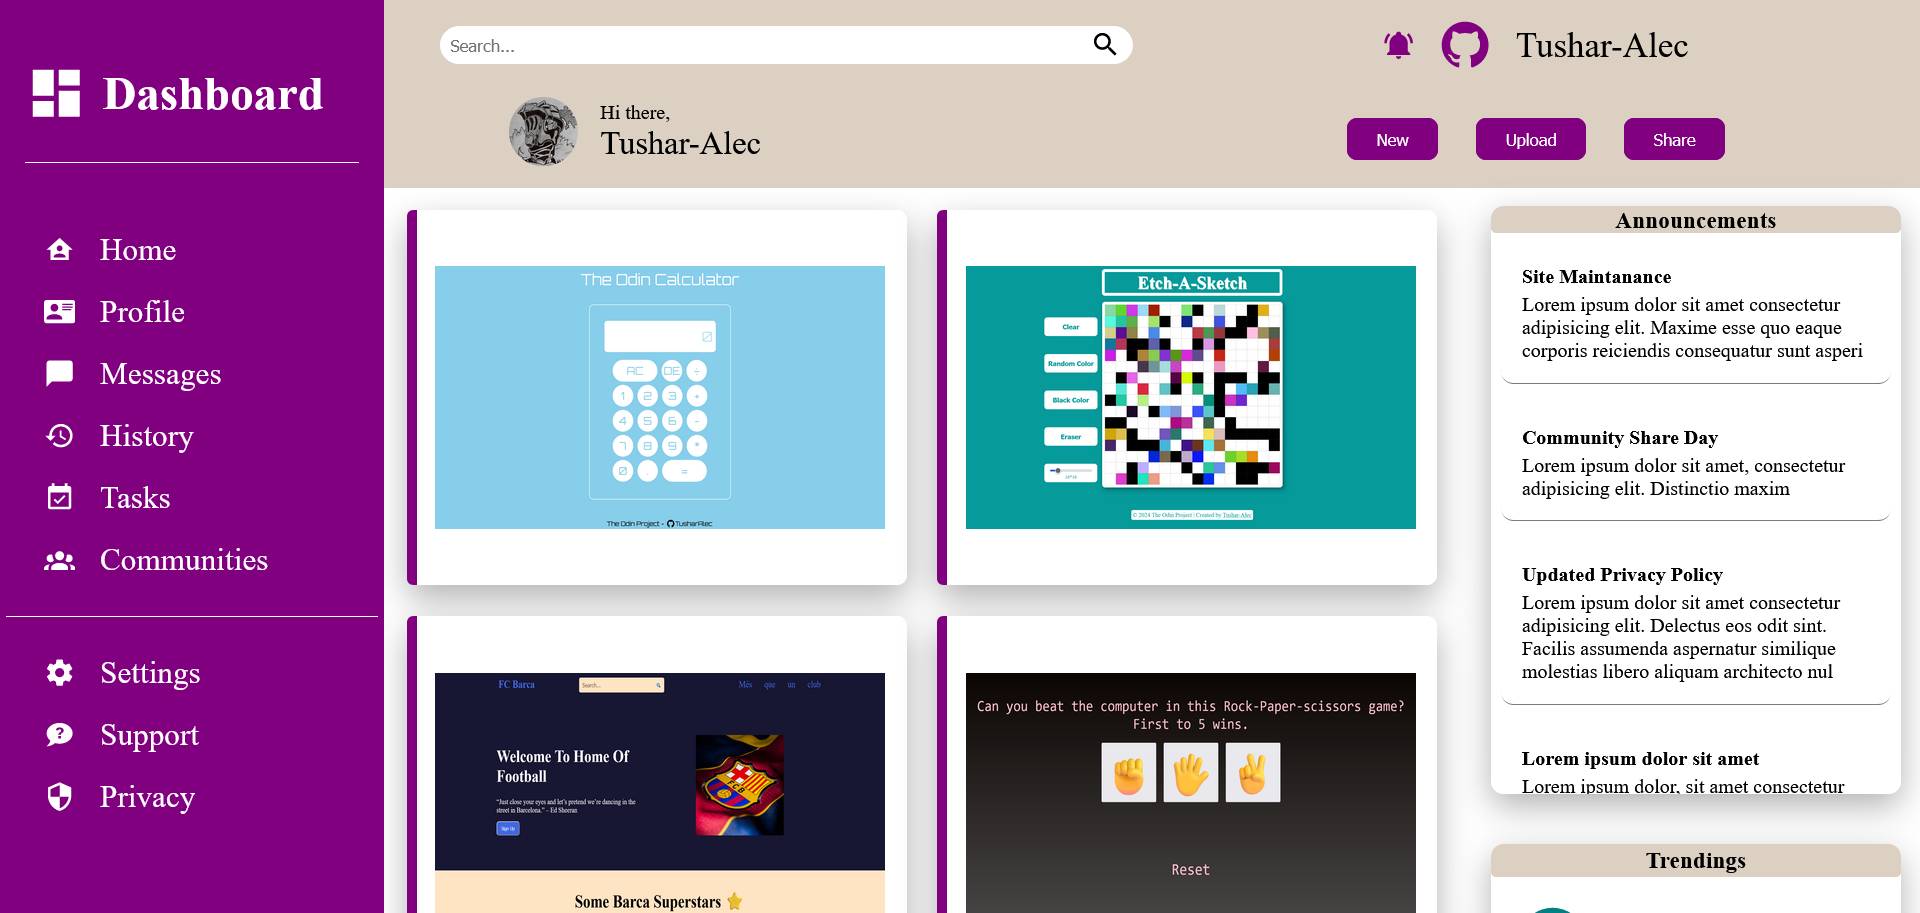 Dashboard
Home
Profile
Messages
History
Tasks
Communities
Settings
Support
Privacy
Search...
Tushar-Alec
Hi there,
Tushar-Alec
New
Upload
Share
The Odin Calculator
0
AC DE ÷
1 2 3 +
4 5 6 -
7 8 9 *
0 . =
The Odin Project - TusharAlec
Etch-A-Sketch
Clear
Random Color
Black Color
Eraser
16*16
© 2024 The Odin Project | Created by Tushar-Alec
FC Barca
Search...
Més que un club
Welcome To Home Of
Football
"Just close your eyes and let's pretend we're dancing in the
street in Barcelona." – Ed Sheeran
Sign Up
Some Barca Superstars
Can you beat the computer in this Rock-Paper-scissors game?
First to 5 wins.
Reset
Announcements
Site Maintanance
Lorem ipsum dolor sit amet consectetur
adipisicing elit. Maxime esse quo eaque
corporis reiciendis consequatur sunt asperi
Community Share Day
Lorem ipsum dolor sit amet, consectetur
adipisicing elit. Distinctio maxim
Updated Privacy Policy
Lorem ipsum dolor sit amet consectetur
adipisicing elit. Delectus eos odit sint.
Facilis assumenda aspernatur similique
molestias libero aliquam architecto nul
Lorem ipsum dolor sit amet
Lorem ipsum dolor, sit amet consectetur
Trendings